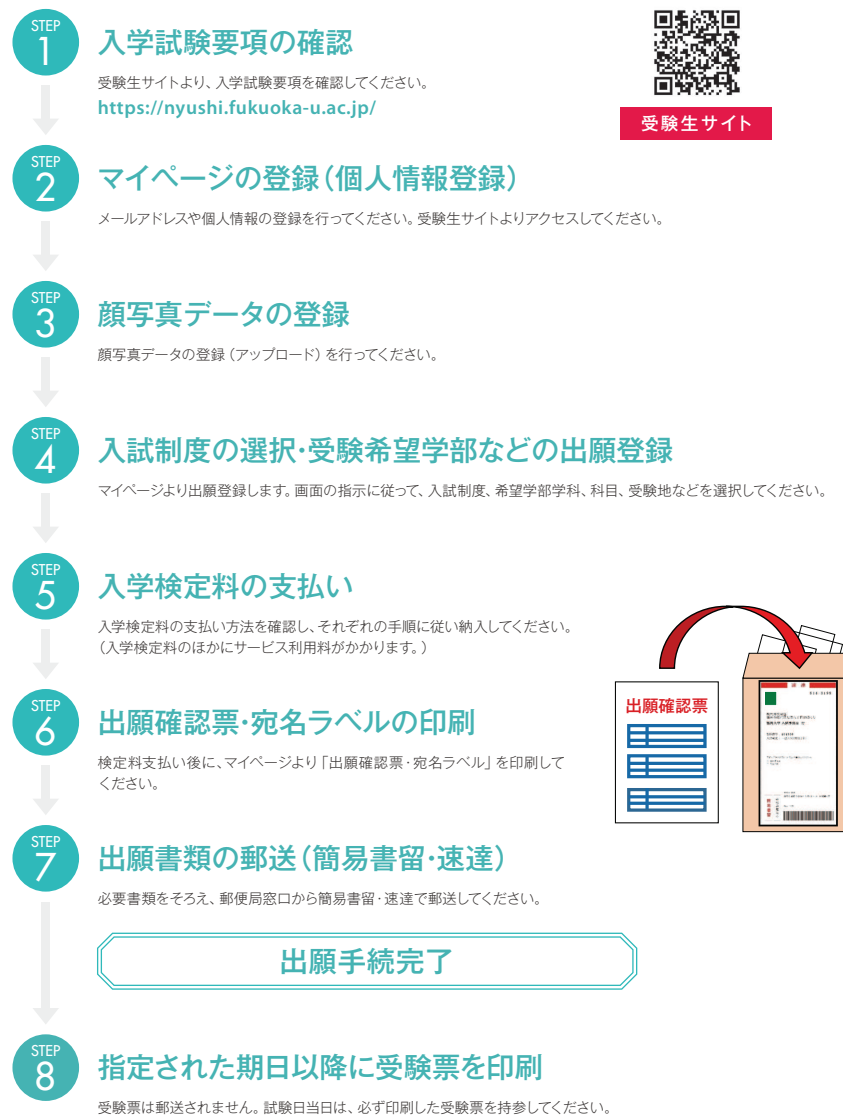 STEP
1
入学試験要項の確認
受験生サイトより、入学試験要項を確認してください。
https://nyushi.fukuoka-u.ac.jp/
受験生サイト
STEP
2
マイページの登録（個人情報登録）
メールアドレスや個人情報の登録を行ってください。受験生サイトよりアクセスしてください。
STEP
3
顔写真データの登録
顔写真データの登録（アップロード）を行ってください。
STEP
4
入試制度の選択・受験希望学部などの出願登録
マイページより出願登録します。画面の指示に従って、入試制度、希望学部学科、科目、受験地などを選択してください。
STEP
5
入学検定料の支払い
入学検定料の支払い方法を確認し、それぞれの手順に従い納入してください。
（入学検定料のほかにサービス利用料がかかります。）
出願確認票
STEP
6
出願確認票・宛名ラベルの印刷
検定料支払い後に、マイページより「出願確認票・宛名ラベル」を印刷して
ください。
STEP
7
出願書類の郵送（簡易書留・速達）
必要書類をそろえ、郵便局窓口から簡易書留・速達で郵送してください。
出願手続完了
STEP
8
指定された期日以降に受験票を印刷
受験票は郵送されません。試験日当日は、必ず印刷した受験票を持参してください。